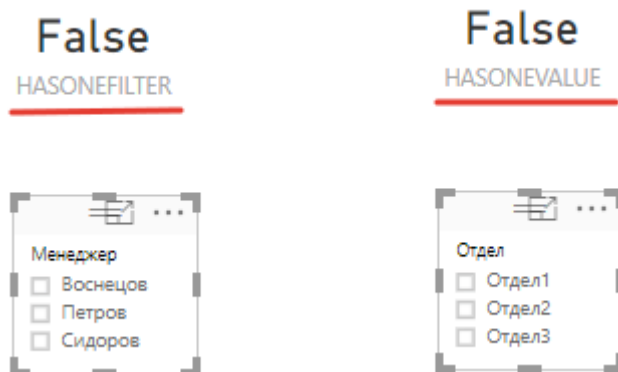 False
HASONEFILTER
False
HASONEVALUE
Менеджер
Воснецов
Петров
Сидоров
Отдел
Отдел1
Отдел2
Отдел3